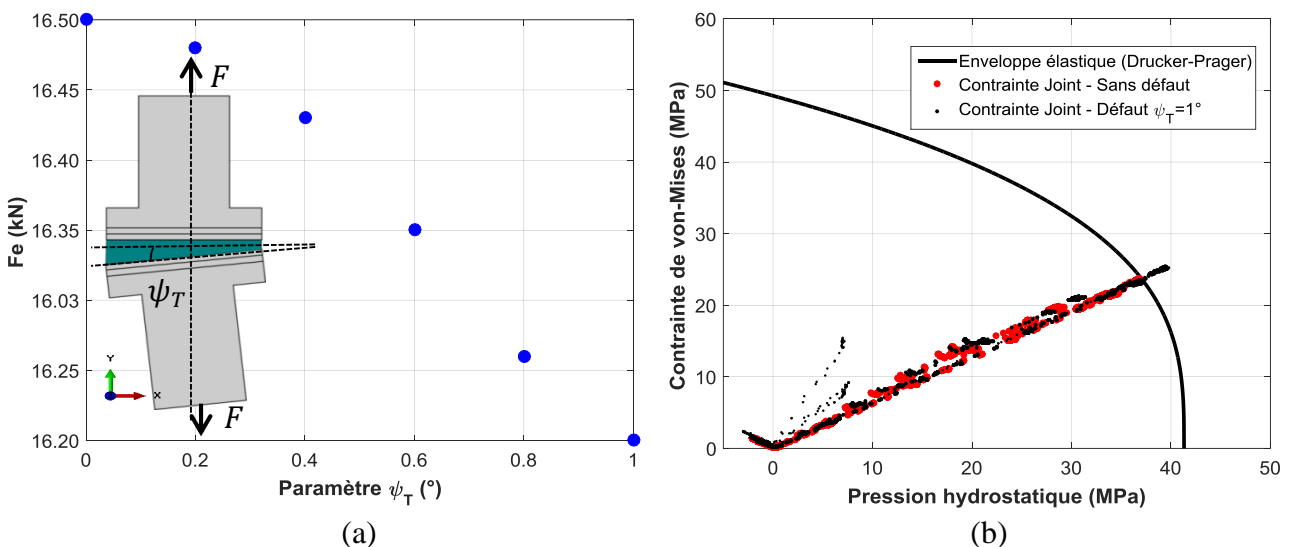 16.50
16.45
16.40
16.35
16.03
16.25
16.20
Fe (kN)
0
0.2
0.4
0.6
0.8
1
Paramètre ψ_T (°)
F
ψ_T
F
Y
X
(a)
60
50
40
30
20
10
0
Contrainte de von-Mises (MPa)
Enveloppe élastique (Drucker-Prager)
Contrainte Joint - Sans défaut
Contrainte Joint - Défaut ψ_T=1°
0
10
20
30
40
50
Pression hydrostatique (MPa)
(b)